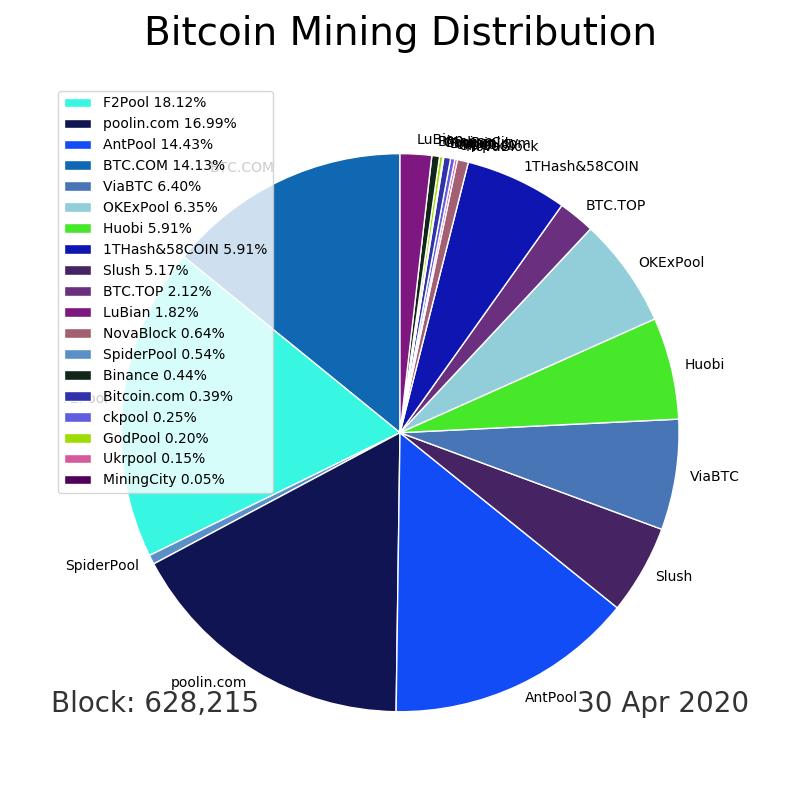 Bitcoin Mining Distribution
F2Pool 18.12%
poolin.com 16.99%
AntPool 14.43%
BTC.COM 14.13%
ViaBTC 6.40%
OKExPool 6.35%
Huobi 5.91%
1THash&58COIN 5.91%
Slush 5.17%
BTC.TOP 2.12%
LuBian 1.82%
NovaBlock 0.64%
SpiderPool 0.54%
Binance 0.44%
Bitcoin.com 0.39%
ckpool 0.25%
GodPool 0.20%
Ukrpool 0.15%
MiningCity 0.05%
BTC.COM
LuBian
NovaBlock
1THash&58COIN
BTC.TOP
OKExPool
Huobi
ViaBTC
Slush
AntPool
poolin.com
SpiderPool
Block: 628,215
30 Apr 2020